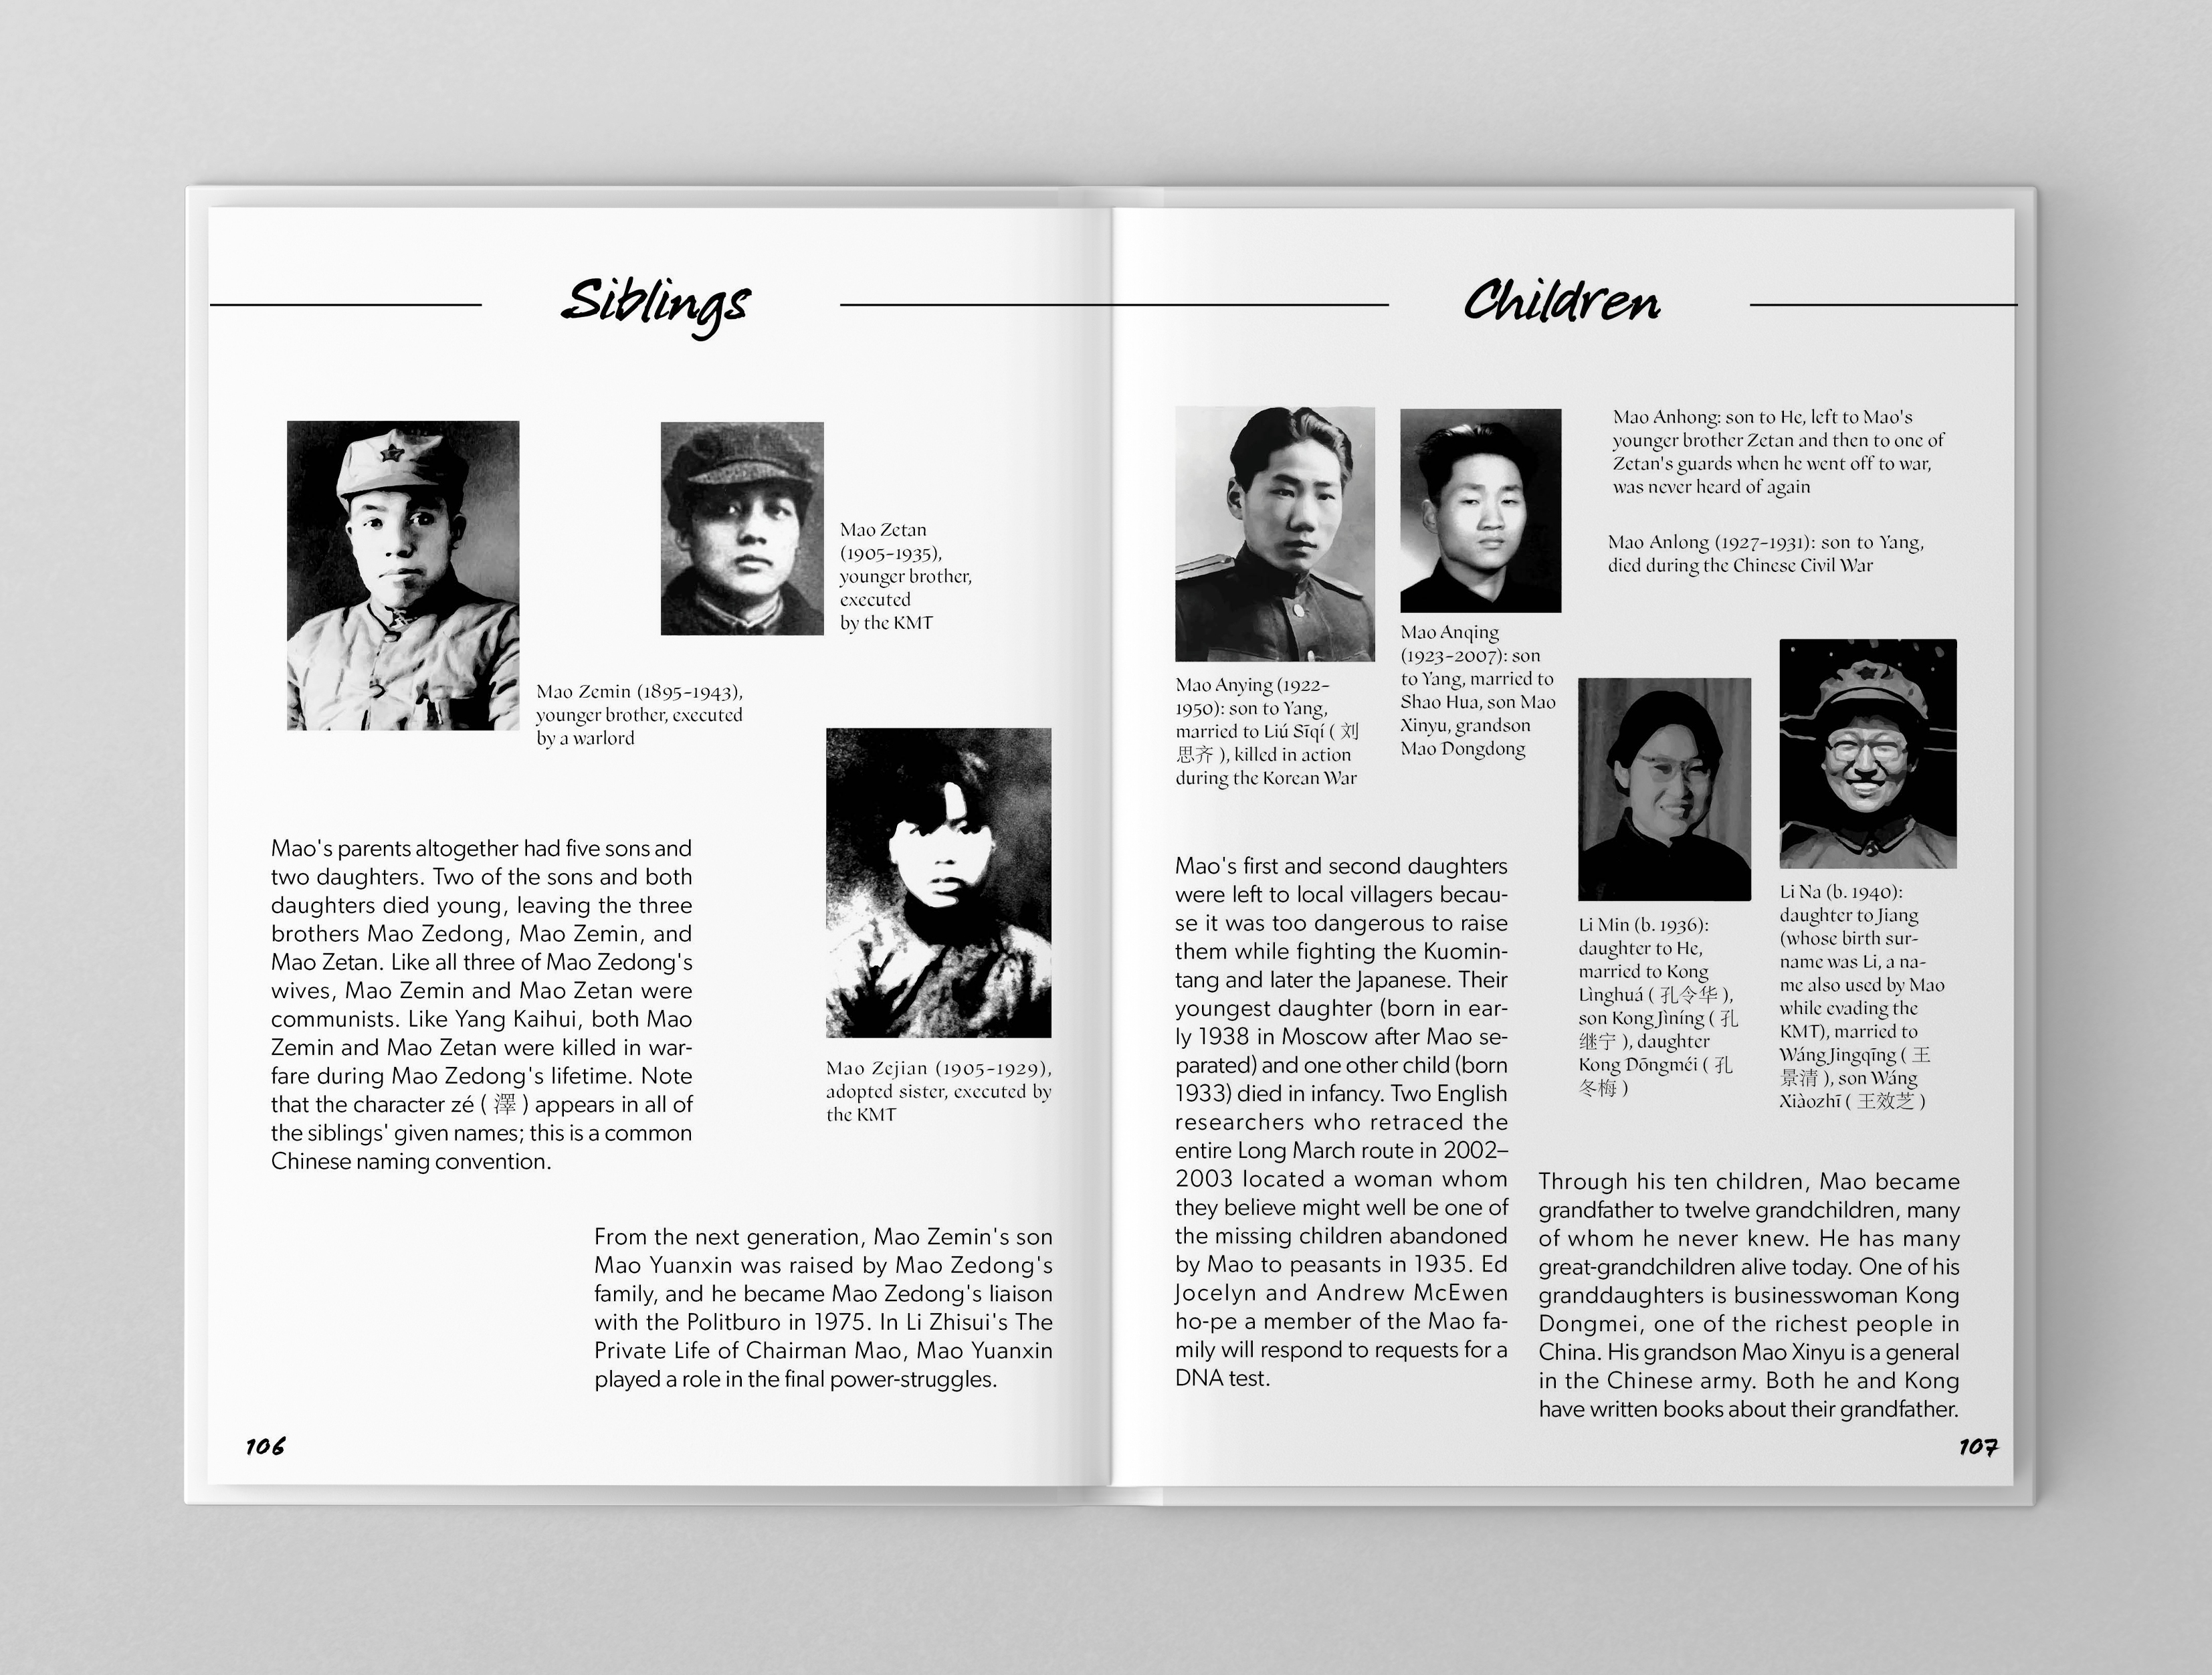 Siblings
Mao Zetan
(1905-1935),
younger brother,
executed
by the KMT
Mao Zemin (1895-1943),
younger brother, executed
by a warlord
Mao Zejian (1905-1929),
adopted sister, executed by
the KMT
Mao's parents altogether had five sons and
two daughters. Two of the sons and both
daughters died young, leaving the three
brothers Mao Zedong, Mao Zemin, and
Mao Zetan. Like all three of Mao Zedong's
wives, Mao Zemin and Mao Zetan were
communists. Like Yang Kaihui, both Mao
Zemin and Mao Zetan were killed in war-
fare during Mao Zedong's lifetime. Note
that the character zé ( 澤 ) appears in all of
the siblings' given names; this is a common
Chinese naming convention.
From the next generation, Mao Zemin's son
Mao Yuanxin was raised by Mao Zedong's
family, and he became Mao Zedong's liaison
with the Politburo in 1975. In Li Zhisui's The
Private Life of Chairman Mao, Mao Yuanxin
played a role in the final power-struggles.
106
Children
Mao Anying (1922-
1950): son to Yang,
married to Liú Sīqí ( 刘
思齐 ), killed in action
during the Korean War
Mao Anqing
(1923-2007): son
to Yang, married to
Shao Hua, son Mao
Xinyu, grandson
Mao Dongdong
Mao Anhong: son to He, left to Mao's
younger brother Zetan and then to one of
Zetan's guards when he went off to war,
was never heard of again
Mao Anlong (1927-1931): son to Yang,
died during the Chinese Civil War
Li Min (b. 1936):
daughter to He,
married to Kong
Lìnghuá ( 孔令华 ),
son Kong Jìníng ( 孔
继宁 ), daughter
Kong Dōngméi ( 孔
冬梅 )
Li Na (b. 1940):
daughter to Jiang
(whose birth sur-
name was Li, a na-
me also used by Mao
while evading the
KMT), married to
Wáng Jingqīng ( 王
景清 ), son Wáng
Xiàozhī ( 王效芝 )
Mao's first and second daughters
were left to local villagers becau-
se it was too dangerous to raise
them while fighting the Kuomin-
tang and later the Japanese. Their
youngest daughter (born in ear-
ly 1938 in Moscow after Mao se-
parated) and one other child (born
1933) died in infancy. Two English
researchers who retraced the
entire Long March route in 2002–
2003 located a woman whom
they believe might well be one of
the missing children abandoned
by Mao to peasants in 1935. Ed
Jocelyn and Andrew McEwen
ho-pe a member of the Mao fa-
mily will respond to requests for a
DNA test.
Through his ten children, Mao became
grandfather to twelve grandchildren, many
of whom he never knew. He has many
great-grandchildren alive today. One of his
granddaughters is businesswoman Kong
Dongmei, one of the richest people in
China. His grandson Mao Xinyu is a general
in the Chinese army. Both he and Kong
have written books about their grandfather.
107